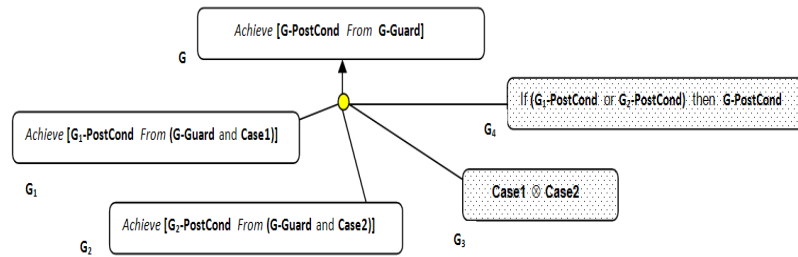 Achieve [G-PostCond From G-Guard]
G
If (G₁-PostCond or G₂-PostCond) then G-PostCond
G₄
Achieve [G₁-PostCond From (G-Guard and Case1)]
G₁
Case1 ⊗ Case2
G₃
Achieve [G₂-PostCond From (G-Guard and Case2)]
G₂